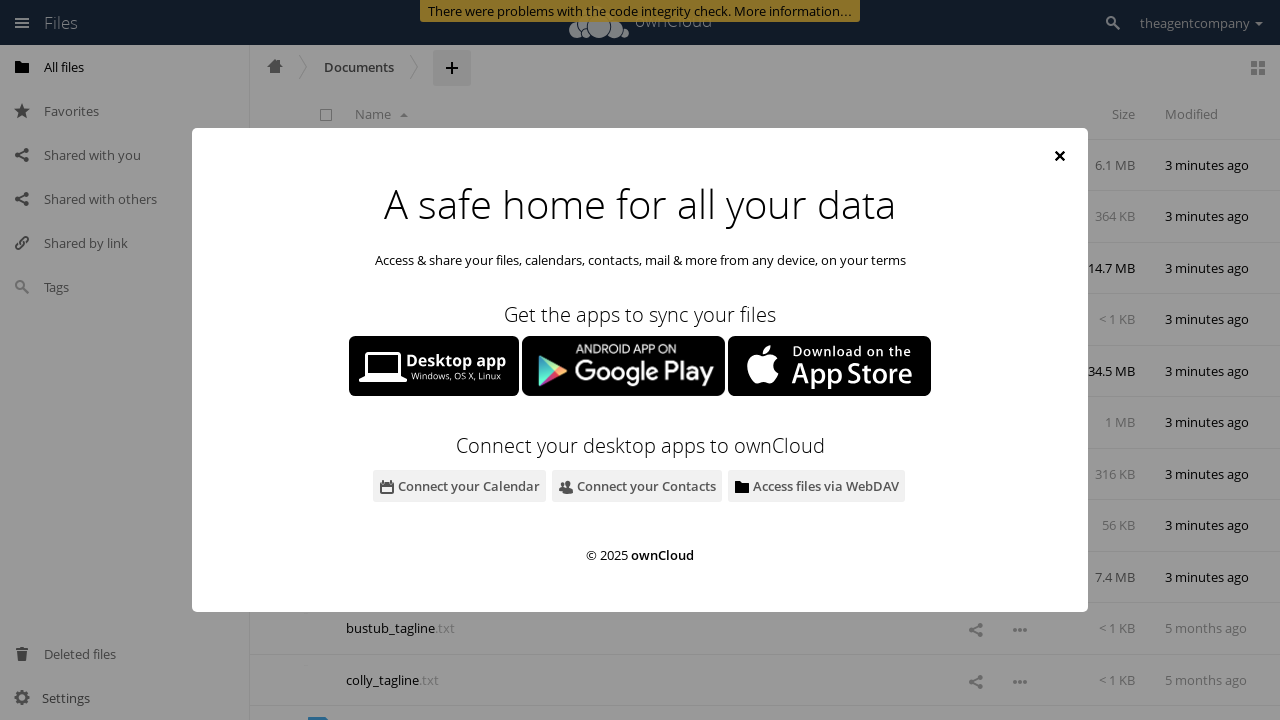 There were problems with the code integrity check. More information…
Files
ownCloud
theagentcompany
All files
Favorites
Shared with you
Shared with others
Shared by link
Tags
Deleted files
Settings
Documents
Name
Size
Modified
6.1 MB
3 minutes ago
364 KB
3 minutes ago
14.7 MB
3 minutes ago
< 1 KB
3 minutes ago
34.5 MB
3 minutes ago
1 MB
3 minutes ago
316 KB
3 minutes ago
56 KB
3 minutes ago
7.4 MB
3 minutes ago
bustub_tagline.txt
< 1 KB
5 months ago
colly_tagline.txt
< 1 KB
5 months ago
A safe home for all your data
Access & share your files, calendars, contacts, mail & more from any device, on your terms
Get the apps to sync your files
Desktop app
Windows, OS X, Linux
ANDROID APP ON
Google Play
Download on the
App Store
Connect your desktop apps to ownCloud
Connect your Calendar
Connect your Contacts
Access files via WebDAV
© 2025 ownCloud